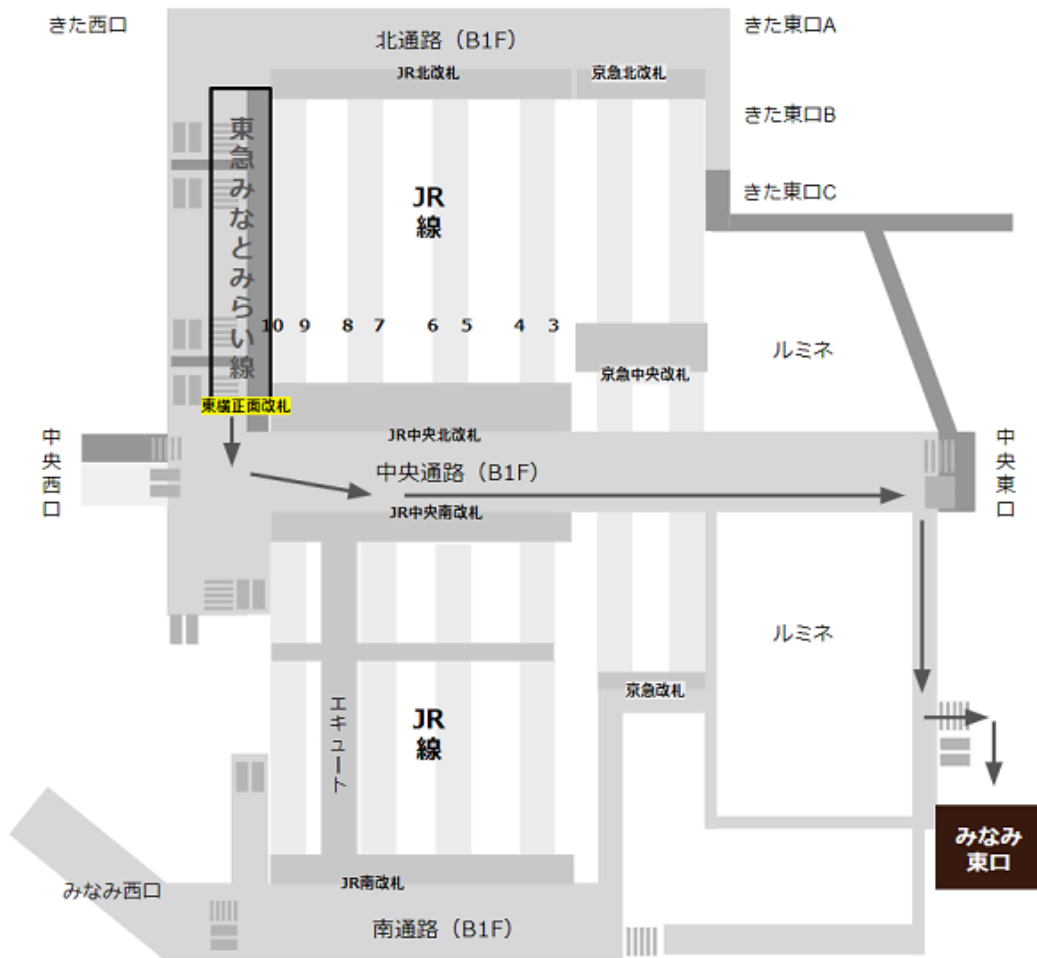 きた西口
北通路（B1F）
きた東口A
JR北改札
京急北改札
きた東口B
東急みなとみらい線
JR
線
きた東口C
10 9 8 7 6 5 4 3
ルミネ
京急中央改札
東横正面改札
JR中央北改札
中央西口
中央通路（B1F）
中央東口
JR中央南改札
ルミネ
京急改札
エキュート
JR
線
みなみ
東口
JR南改札
みなみ西口
南通路（B1F）